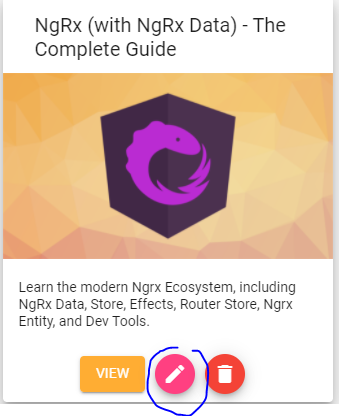 NgRx (with NgRx Data) - The
Complete Guide
Learn the modern Ngrx Ecosystem, including
NgRx Data, Store, Effects, Router Store, Ngrx
Entity, and Dev Tools.
VIEW